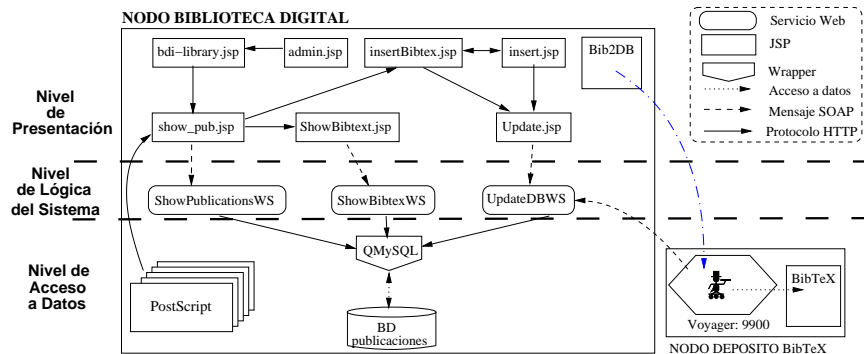 NODO BIBLIOTECA DIGITAL
bdi-library.jsp
admin.jsp
insertBibtex.jsp
insert.jsp
Bib2DB
Servicio Web
JSP
Wrapper
Acceso a datos
Mensaje SOAP
Protocolo HTTP
Nivel
de
Presentación
show_pub.jsp
ShowBibtext.jsp
Update.jsp
Nivel
de Lógica
del Sistema
ShowPublicationsWS
ShowBibtexWS
UpdateDBWS
Nivel de
Acceso
a Datos
QMySQL
PostScript
BD
publicaciones
BibTeX
Voyager: 9900
NODO DEPOSITO BibTeX